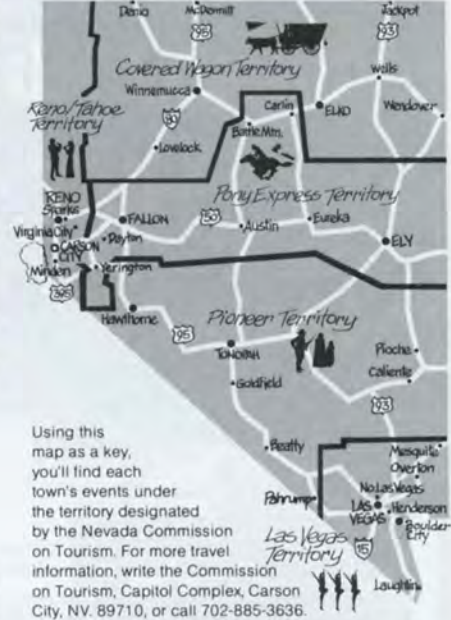 Denio
McDermitt
Jackpot
95
93
Covered Wagon Territory
Wells
Winnemucca
Carlin
ELKO
Wendover
Reno/Tahoe
Territory
80
Battle Mtn.
Lovelock
RENO
Sparks
Pony Express Territory
FALLON
50
Austin
Eureka
Virginia City
Dayton
ELY
CARSON
CITY
Minden
Yerington
395
Hawthorne
Pioneer Territory
95
TONOPAH
Pioche
Caliente
Goldfield
93
Using this
map as a key,
you'll find each
town's events under
the territory designated
by the Nevada Commission
on Tourism. For more travel
information, write the Commission
on Tourism, Capitol Complex, Carson
City, NV. 89710, or call 702-885-3636.
Beatty
Mesquite
Overton
Pahrump
No. Las Vegas
LAS
VEGAS
Henderson
Boulder
City
Las Vegas
Territory
15
Laughlin